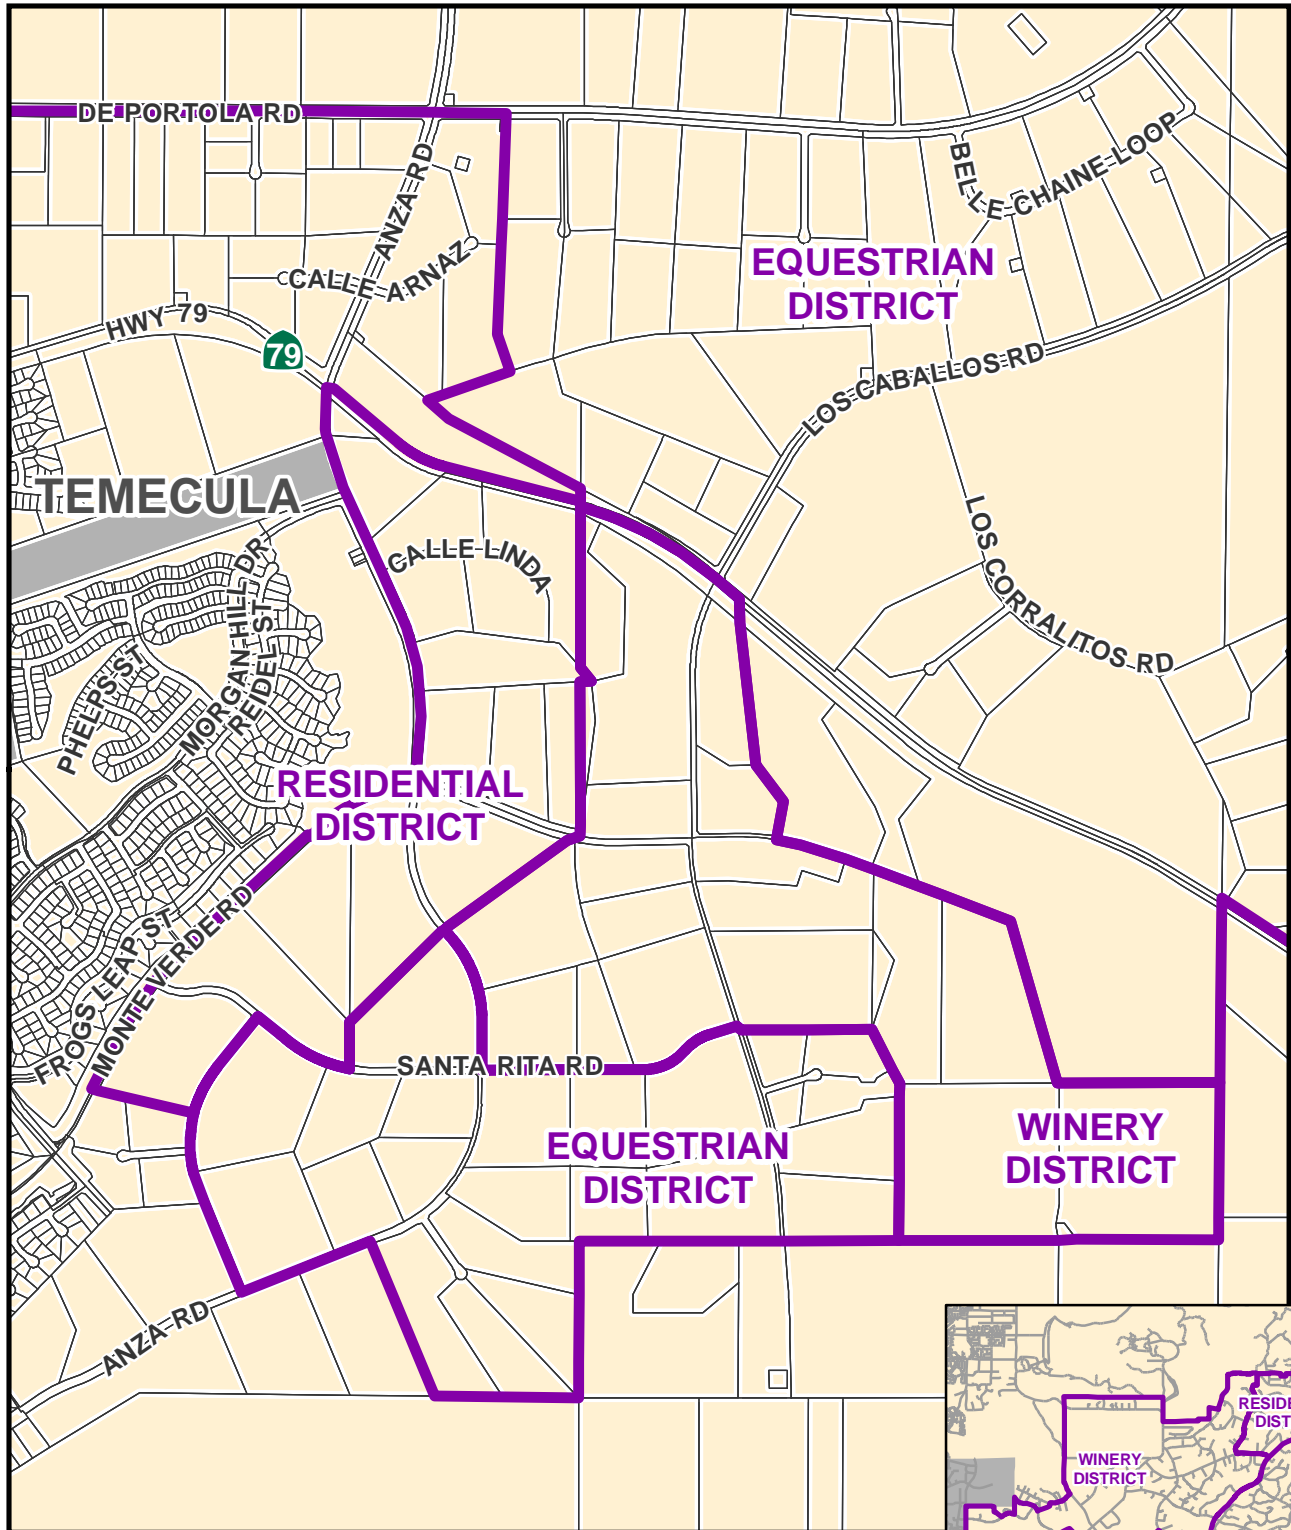 DE PORTOLA RD
ANZA RD
BELLE CHAINE LOOP
CALLE ARNAZ
EQUESTRIAN
DISTRICT
HWY 79
79
LOS CABALLOS RD
TEMECULA
LOS CORRALITOS RD
CALLE LINDA
MORGAN HILL DR
REIDEL ST
PHELPS ST
RESIDENTIAL
DISTRICT
FROGS LEAP ST
MONTE VERDE RD
SANTA RITA RD
EQUESTRIAN
DISTRICT
WINERY
DISTRICT
ANZA RD
RESIDE
DIST
WINERY
DISTRICT